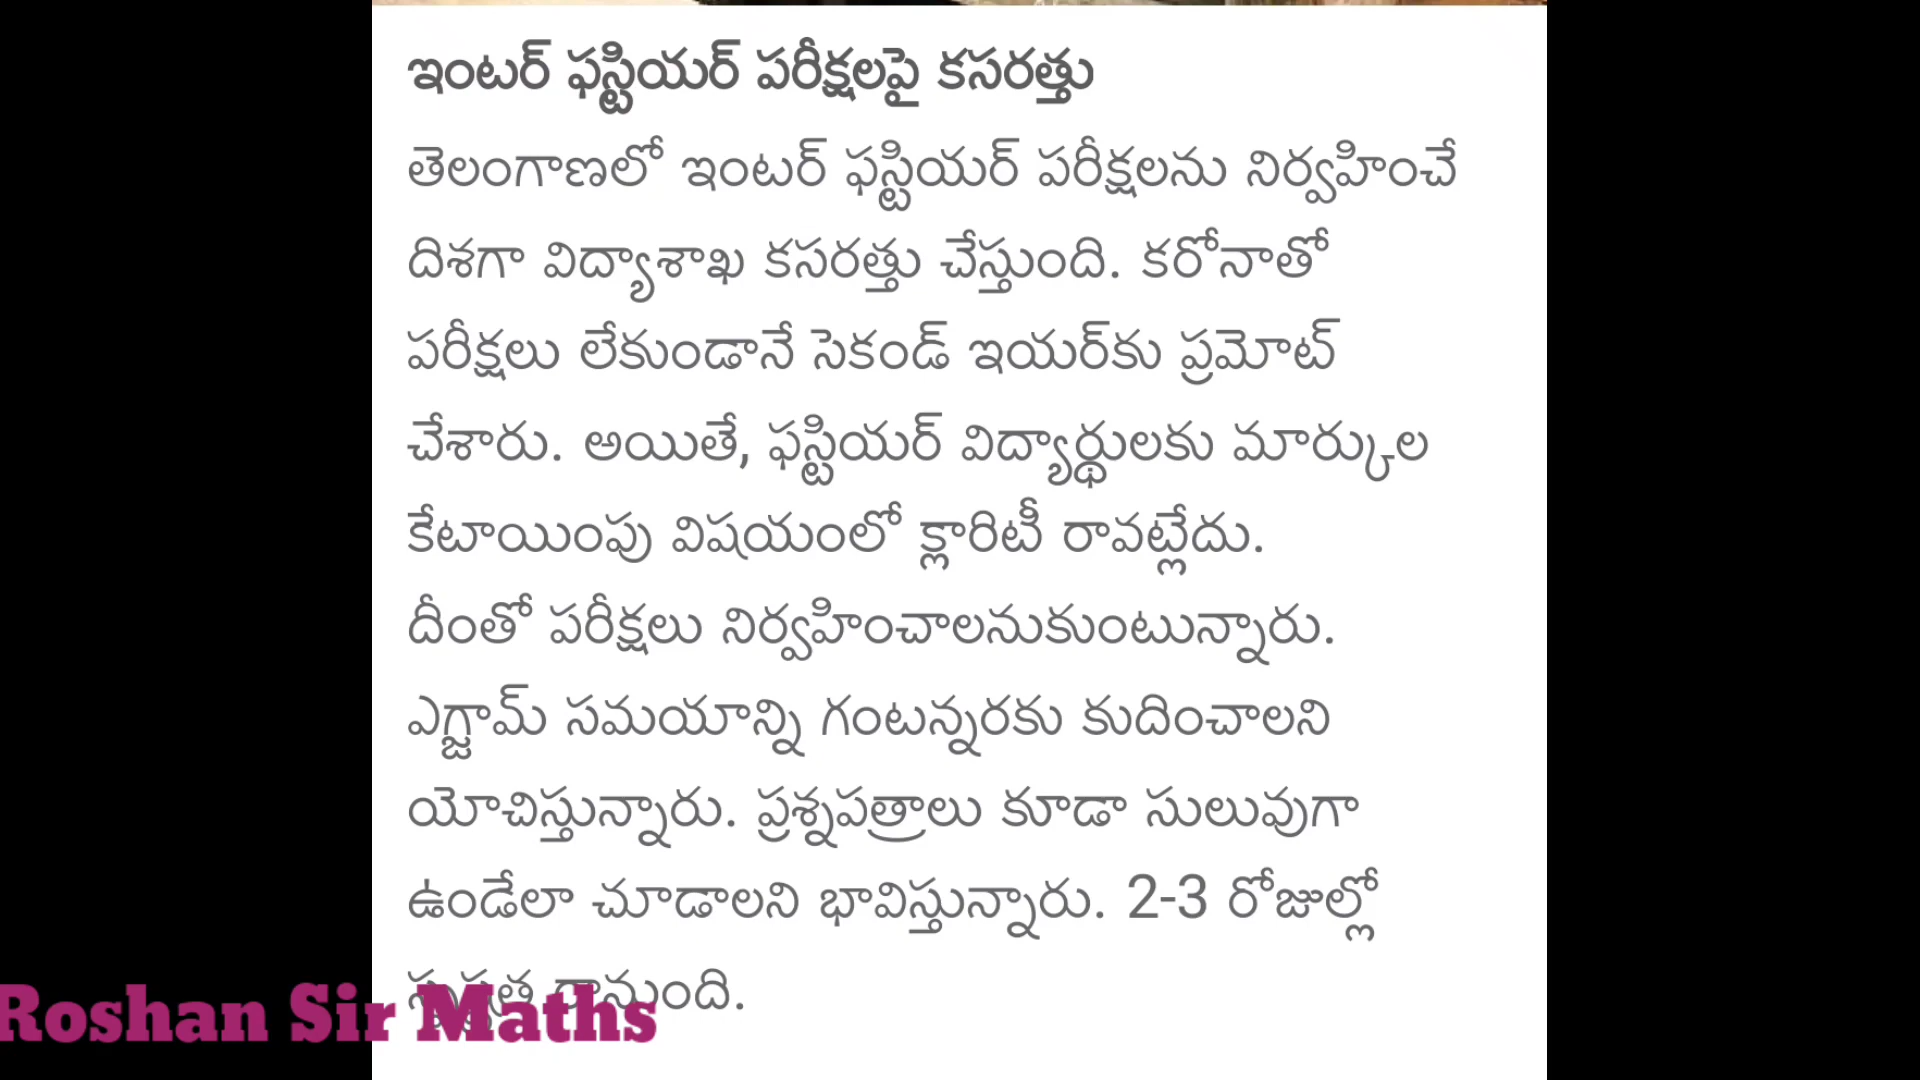 ఇంటర్ ఫస్టియర్ పరీక్షలపై కసరత్తు
తెలంగాణలో ఇంటర్ ఫస్టియర్ పరీక్షలను నిర్వహించే
దిశగా విద్యాశాఖ కసరత్తు చేస్తుంది. కరోనాతో
పరీక్షలు లేకుండానే సెకండ్ ఇయర్‌కు ప్రమోట్
చేశారు. అయితే, ఫస్టియర్ విద్యార్థులకు మార్కుల
కేటాయింపు విషయంలో క్లారిటీ రావట్లేదు.
దీంతో పరీక్షలు నిర్వహించాలనుకుంటున్నారు.
ఎగ్జామ్ సమయాన్ని గంటన్నరకు కుదించాలని
యోచిస్తున్నారు. ప్రశ్నపత్రాలు కూడా సులువుగా
ఉండేలా చూడాలని భావిస్తున్నారు. 2-3 రోజుల్లో
స్పష్టత రానుంది.
Roshan Sir Maths